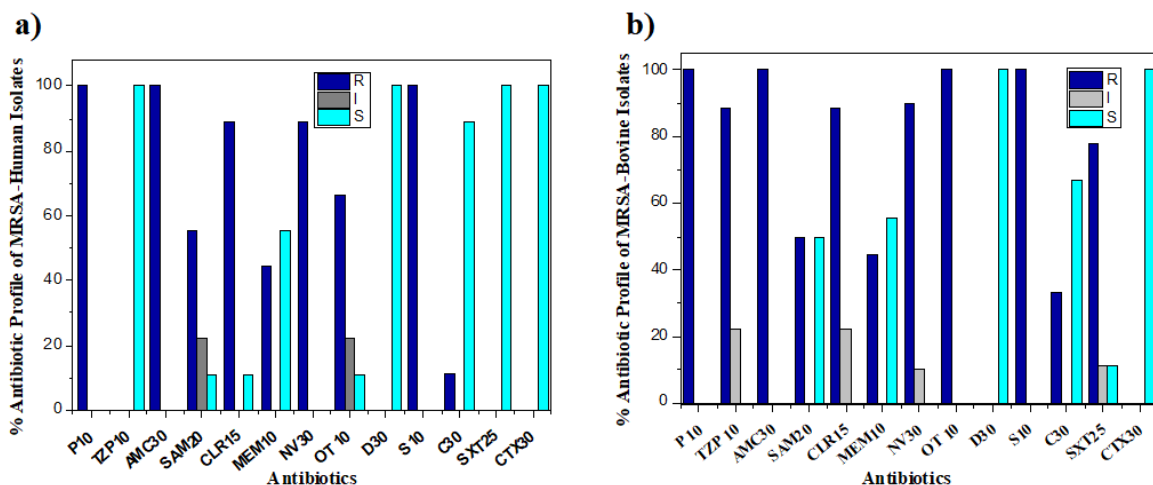 a)
% Antibiotic Profile of MRSA-Human Isolates
100
80
60
40
20
0
R
I
S
P10
TZP10
AMC30
SAM20
CLR15
MEM10
NV30
OT 10
D30
S10
C30
SXT25
CTX30
Antibiotics
b)
% Antibiotic Profile of MRSA-Bovine Isolates
100
80
60
40
20
0
R
I
S
P 10
TZP 10
AMC30
SAM20
CLR15
MEM10
NV30
OT 10
D30
S10
C30
SXT25
CTX30
Antibiotics